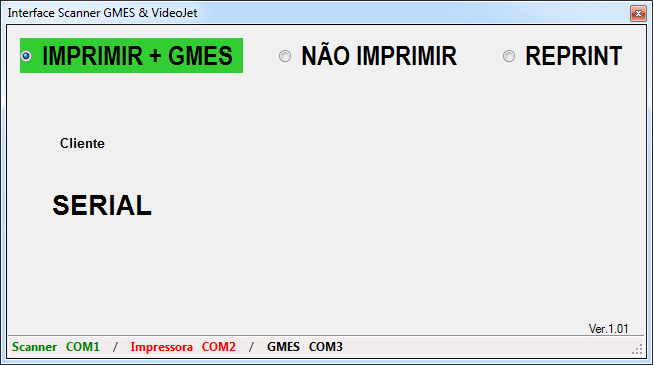 Interface Scanner GMES & VideoJet
IMPRIMIR + GMES NÃO IMPRIMIR REPRINT
Cliente
SERIAL
Ver.1.01
Scanner COM1 / Impressora COM2 / GMES COM3